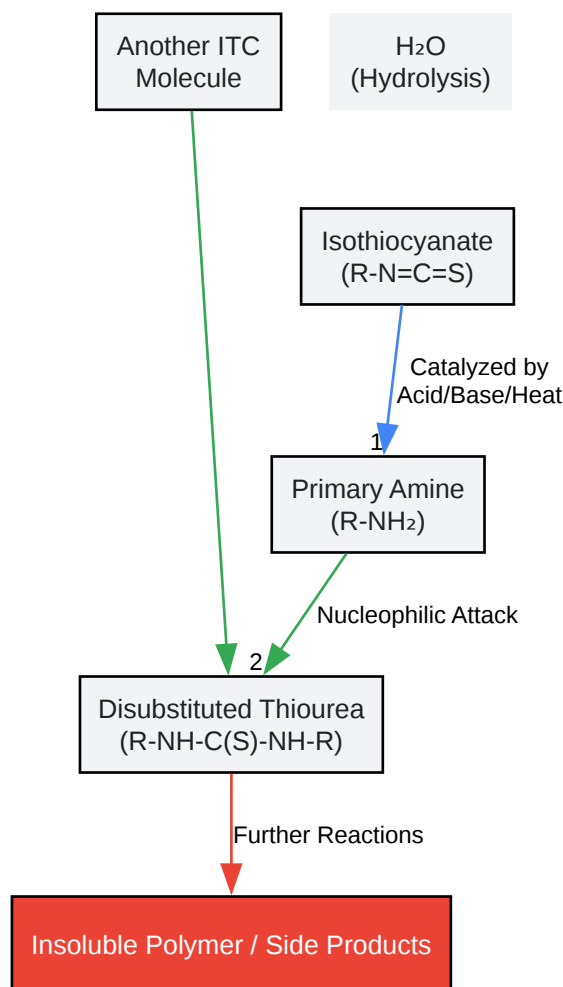 Another ITC
Molecule
H₂O
(Hydrolysis)
Isothiocyanate
(R-N=C=S)
Catalyzed by
Acid/Base/Heat
1
Primary Amine
(R-NH₂)
Nucleophilic Attack
2
Disubstituted Thiourea
(R-NH-C(S)-NH-R)
Further Reactions
Insoluble Polymer / Side Products